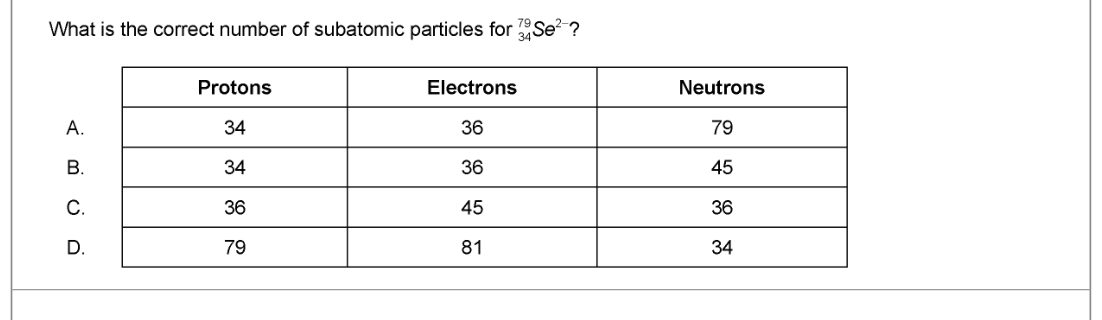 What is the correct number of subatomic particles for ⁷⁹₃₄Se²⁻?
Protons Electrons Neutrons
A. 34 36 79
B. 34 36 45
C. 36 45 36
D. 79 81 34